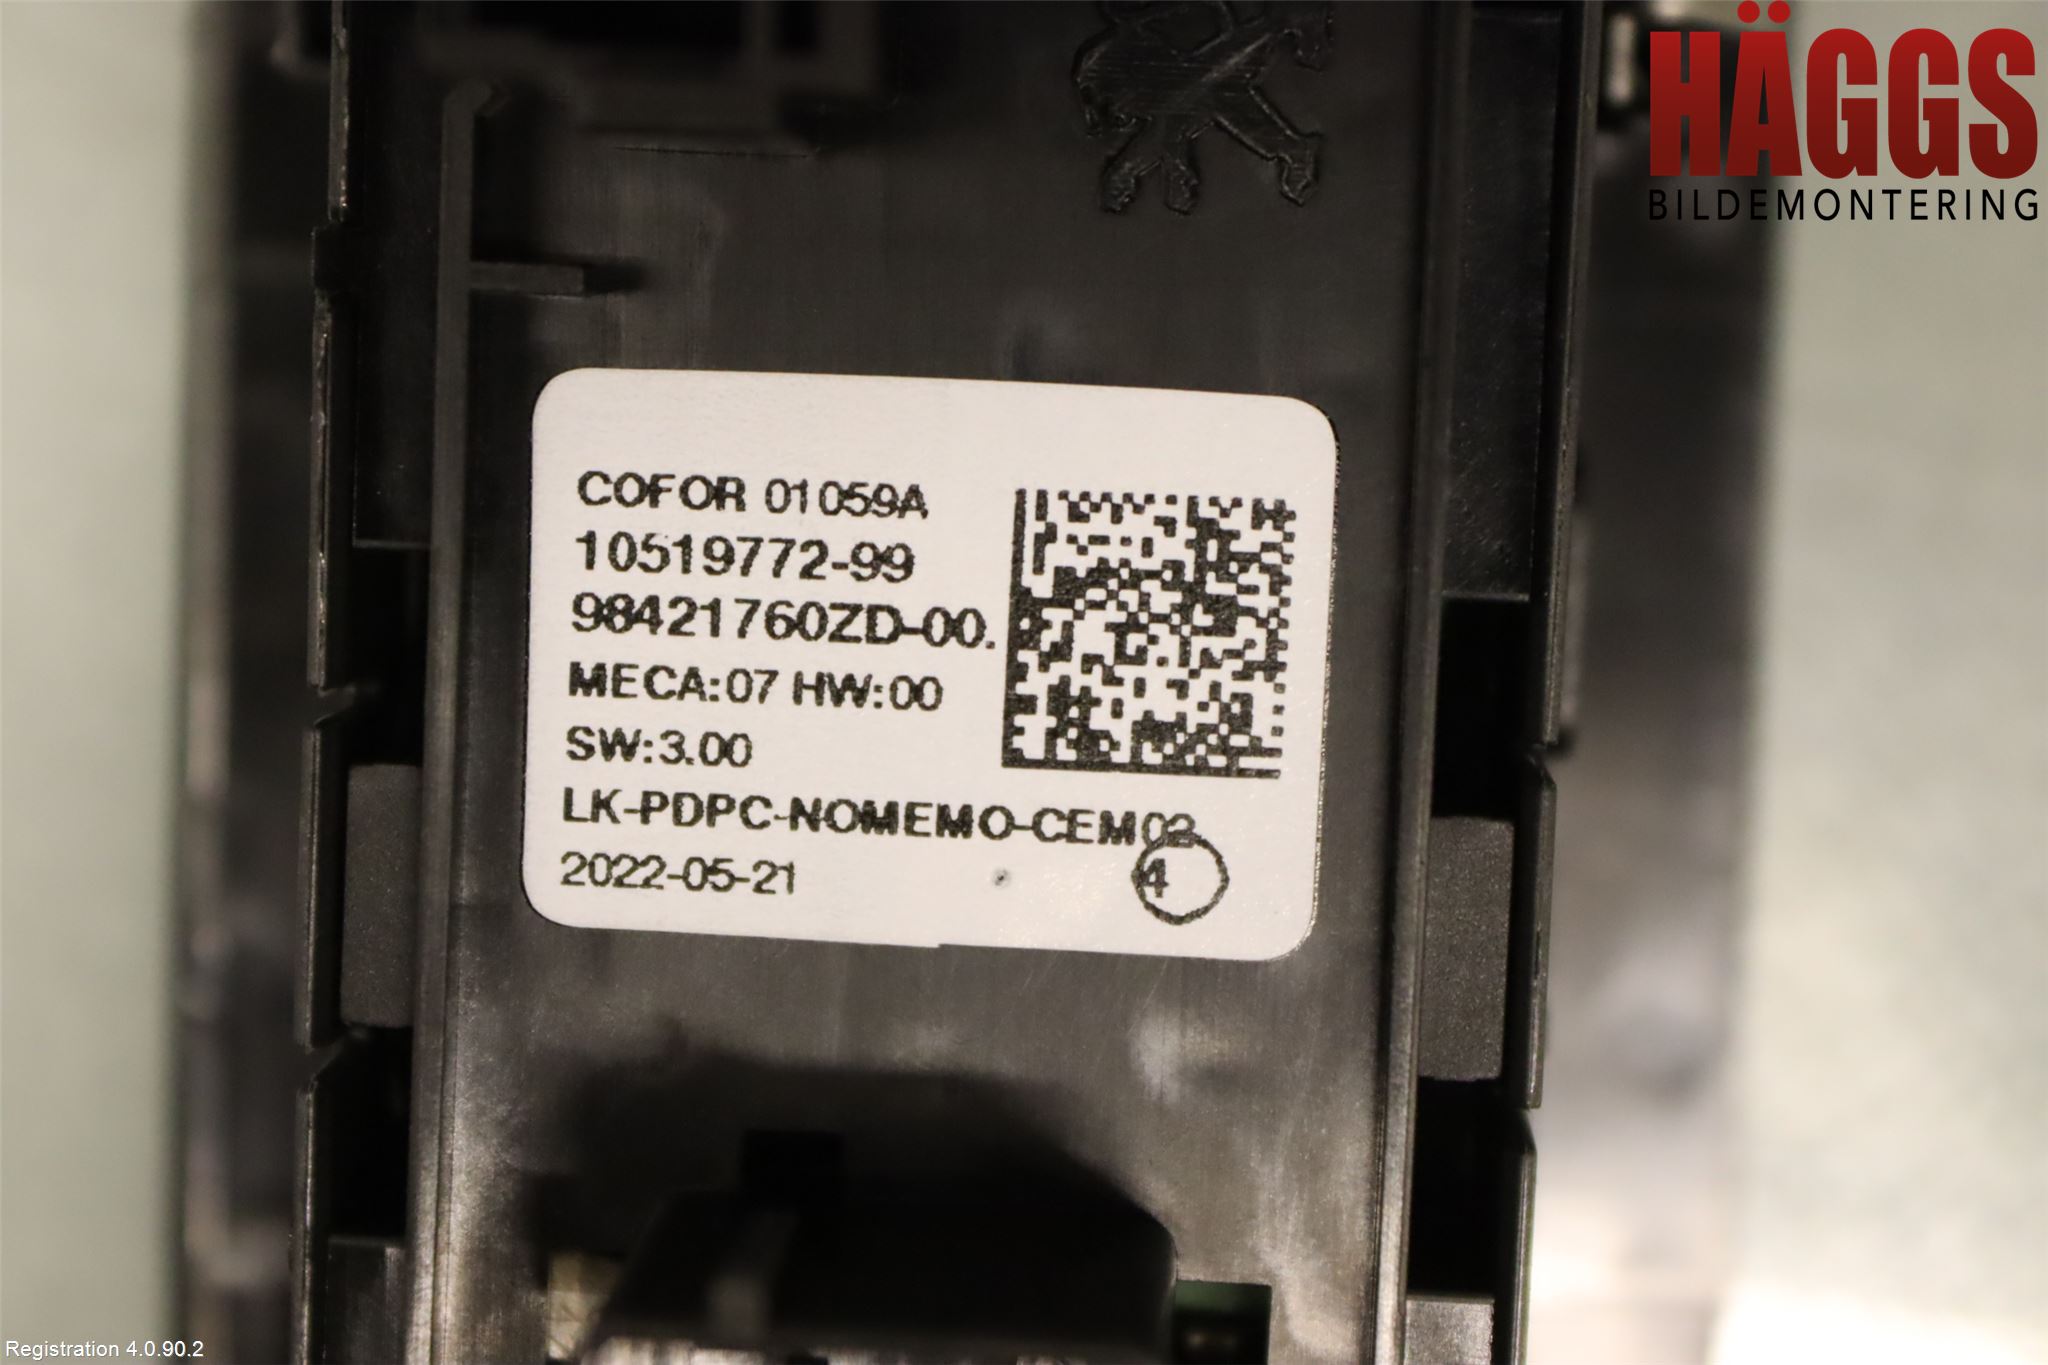 HÄGGS
BILDEMONTERING
COFOR 01059A
10519772-99
98421760ZD-00.
MECA:07 HW:00
SW:3.00
LK-PDPC-NOMEMO-CEM02
2022-05-21
4
Registration 4.0.90.2